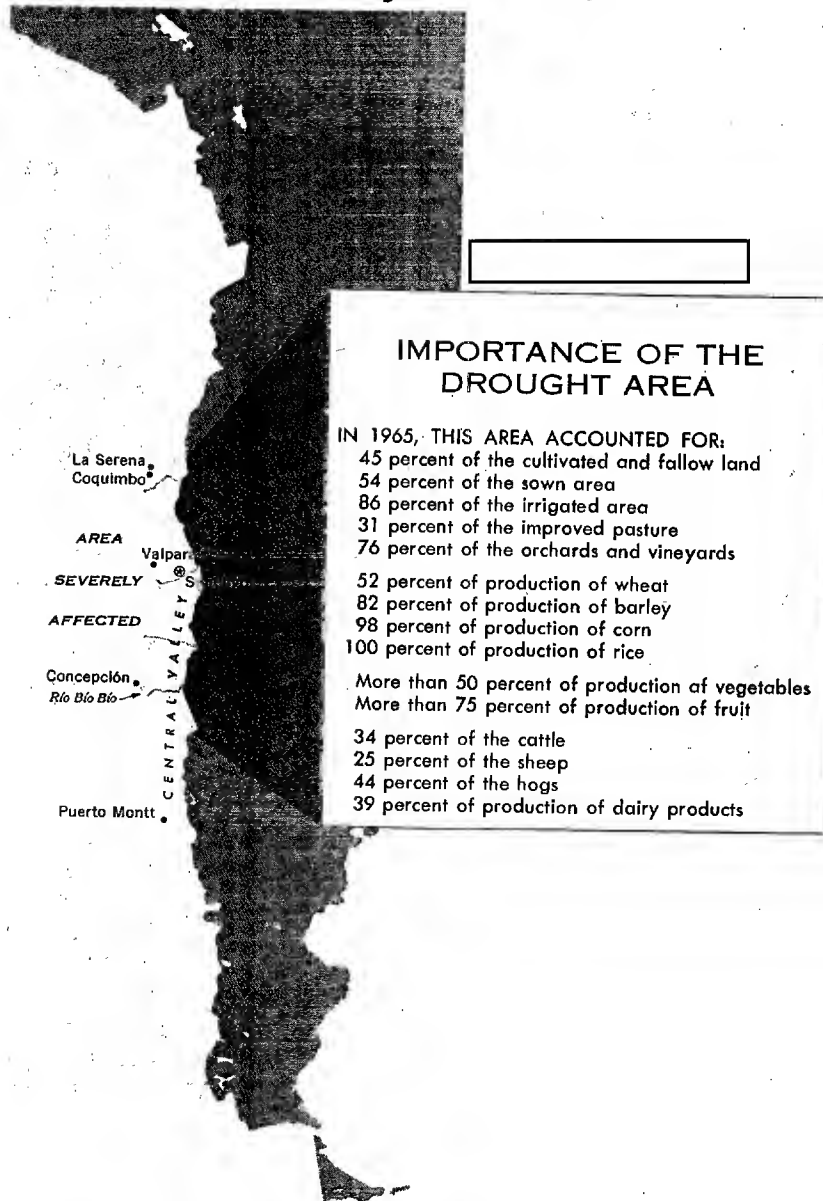 IMPORTANCE OF THE
DROUGHT AREA
IN 1965, THIS AREA ACCOUNTED FOR:
45 percent of the cultivated and fallow land
54 percent of the sown area
86 percent of the irrigated area
31 percent of the improved pasture
76 percent of the orchards and vineyards
52 percent of production of wheat
82 percent of production of barley
98 percent of production of corn
100 percent of production of rice
More than 50 percent of production of vegetables
More than 75 percent of production of fruit
34 percent of the cattle
25 percent of the sheep
44 percent of the hogs
39 percent of production of dairy products
La Serena
Coquimbo
AREA
Valpar
SEVERELY
S
AFFECTED
CENTRAL VALLEY
Concepción
Río Bío Bío
Puerto Montt